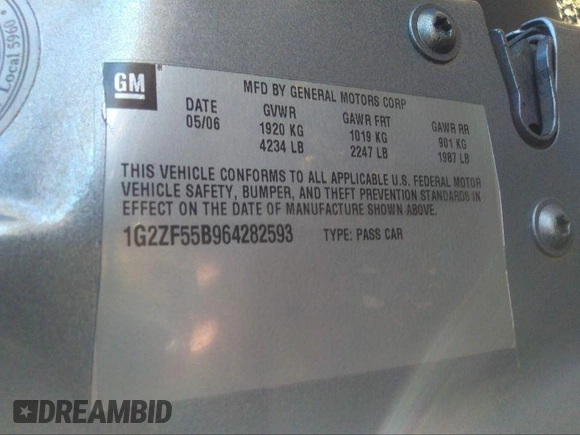 Local 5960
GM
MFD BY GENERAL MOTORS CORP
DATE GVWR GAWR FRT GAWR RR
05/06 1920 KG 1019 KG 901 KG
4234 LB 2247 LB 1987 LB
THIS VEHICLE CONFORMS TO ALL APPLICABLE U.S. FEDERAL MOTOR
VEHICLE SAFETY, BUMPER, AND THEFT PREVENTION STANDARDS IN
EFFECT ON THE DATE OF MANUFACTURE SHOWN ABOVE.
1G2ZF55B964282593 TYPE: PASS CAR
DREAMBID